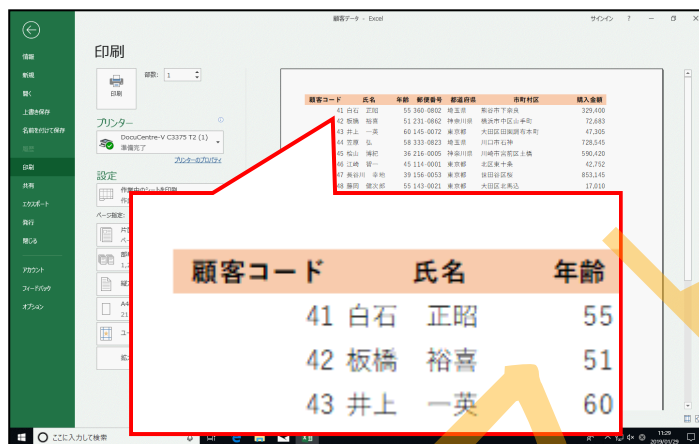 顧客データ - Excel
サインイン ?
印刷
情報
新規
開く
上書き保存
名前を付けて保存
印刷
共有
エクスポート
発行
閉じる
アカウント
フィードバック
オプション
印刷
部数: 1
プリンター
DocuCentre-V C3375 T2 (1)
準備完了
プリンターのプロパティ
設定
作業中のシートを印刷
ページ指定:
顧客コード 氏名 年齢 郵便番号 都道府県 市町村区 購入金額
41 白石 正昭 55 360-0802 埼玉県 熊谷市下奈良 329,400
42 板橋 裕喜 51 231-0862 神奈川県 横浜市中区山手町 72,683
43 井上 一英 60 145-0072 東京都 大田区田園調布本町 47,305
44 笠原 弘 58 333-0823 埼玉県 川口市石神 728,545
45 松山 博紀 36 216-0005 神奈川県 川崎市宮前区土橋 590,420
46 江崎 智一 45 114-0001 東京都 北区東十条 42,752
47 長谷川 幸地 39 156-0053 東京都 世田谷区桜 853,145
48 藤岡 健次郎 55 143-0021 東京都 大田区北馬込 17,010
顧客コード 氏名 年齢
41 白石 正昭 55
42 板橋 裕喜 51
43 井上 一英 60
ここに入力して検索
11:29
2019/01/29